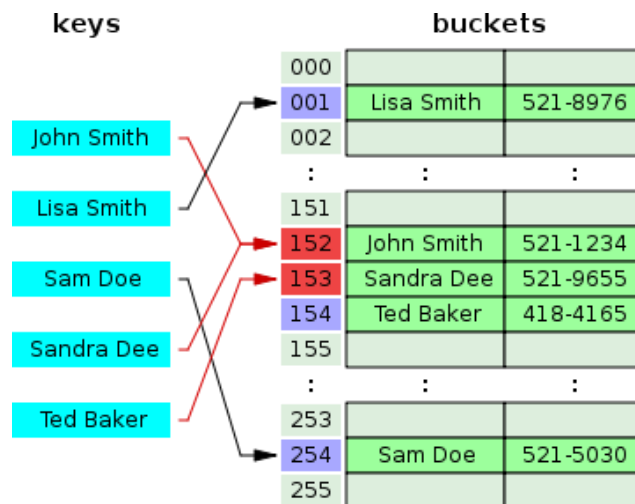 keys
buckets
John Smith
Lisa Smith
Sam Doe
Sandra Dee
Ted Baker
000
001 Lisa Smith 521-8976
002
: : :
151
152 John Smith 521-1234
153 Sandra Dee 521-9655
154 Ted Baker 418-4165
155
: : :
253
254 Sam Doe 521-5030
255